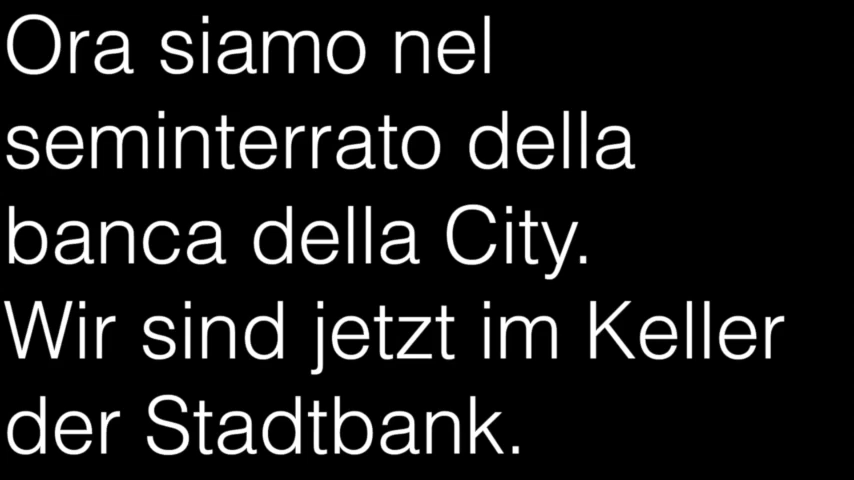 Ora siamo nel
seminterrato della
banca della City.
Wir sind jetzt im Keller
der Stadtbank.